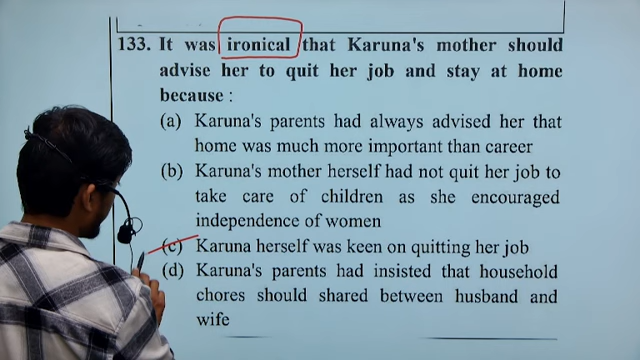 133. It was ironical that Karuna's mother should
advise her to quit her job and stay at home
because :
(a) Karuna's parents had always advised her that
home was much more important than career
(b) Karuna's mother herself had not quit her job to
take care of children as she encouraged
independence of women
(c) Karuna herself was keen on quitting her job
(d) Karuna's parents had insisted that household
chores should shared between husband and
wife